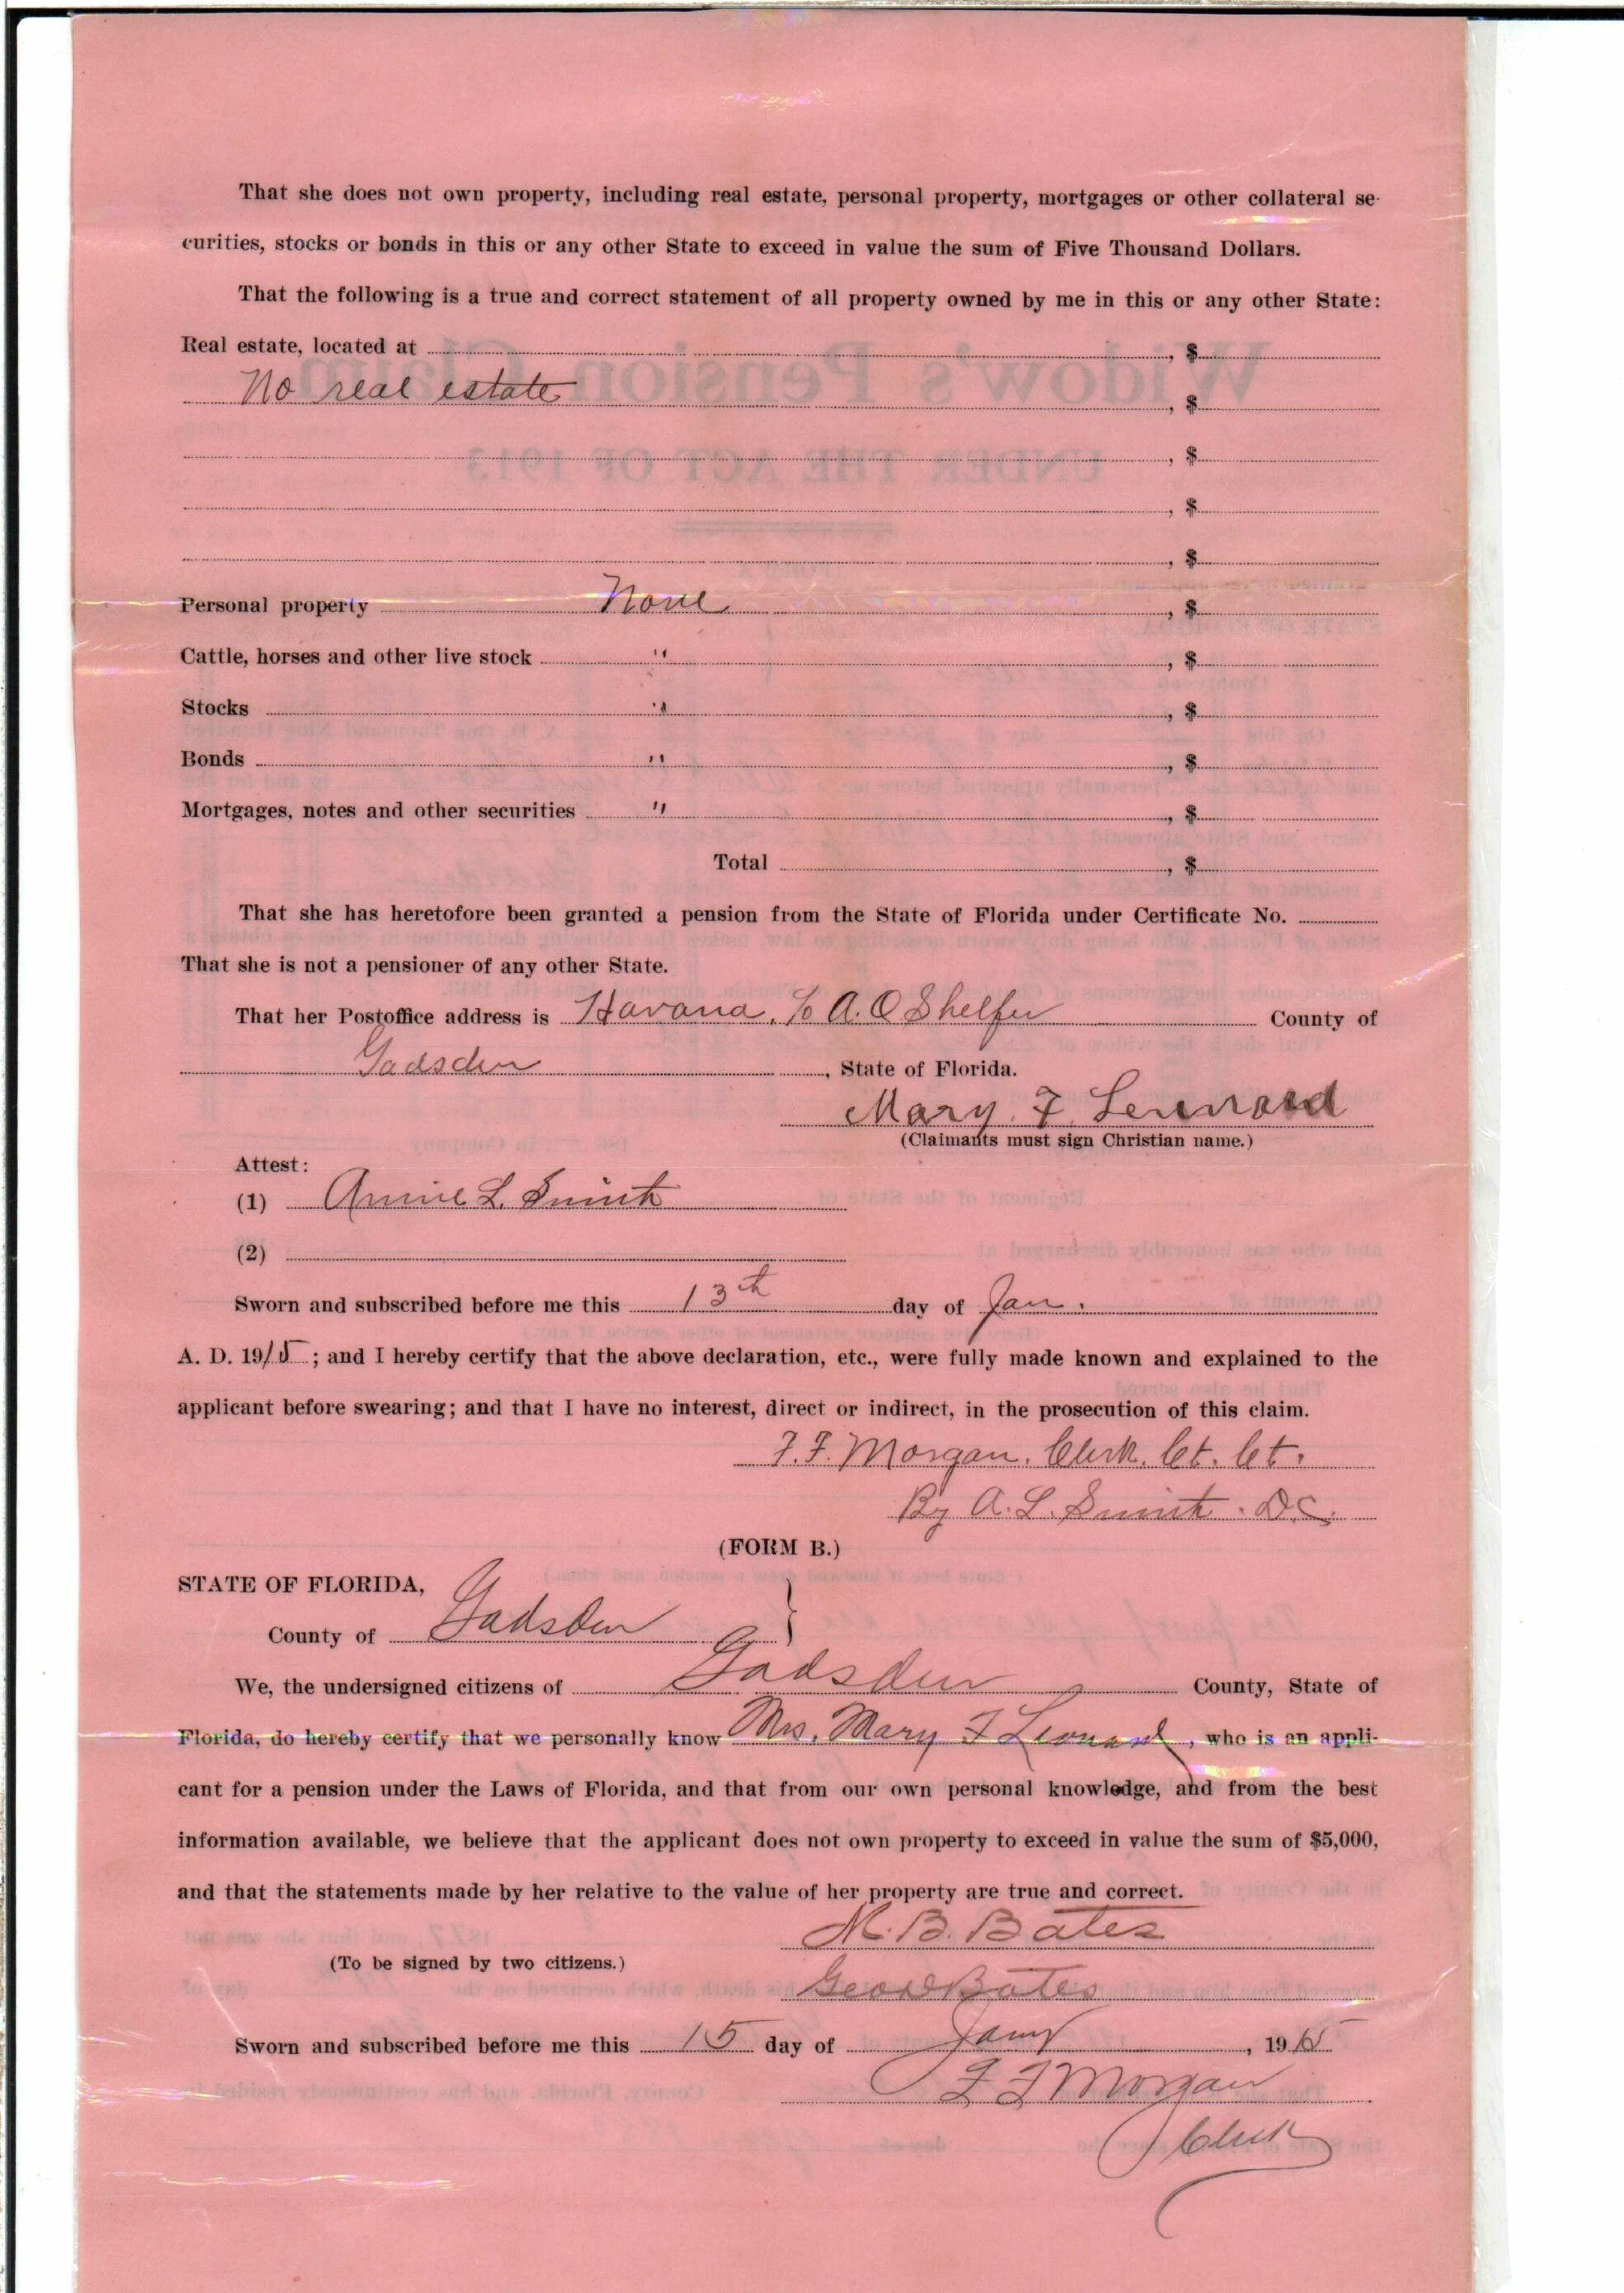 That she does not own property, including real estate, personal property, mortgages or other collateral se-
curities, stocks or bonds in this or any other State to exceed in value the sum of Five Thousand Dollars.
That the following is a true and correct statement of all property owned by me in this or any other State:
Real estate, located at , $
No real estate , $
, $
, $
, $
Personal property None , $
Cattle, horses and other live stock " , $
Stocks " , $
Bonds " , $
Mortgages, notes and other securities " , $
Total , $
That she has heretofore been granted a pension from the State of Florida under Certificate No.
That she is not a pensioner of any other State.
That her Postoffice address is Havana, % A. O Shelfer County of
Gadsden , State of Florida.
Mary. F. Lennard
(Claimants must sign Christian name.)
Attest:
(1) Annie L. Smith
(2)
Sworn and subscribed before me this 13th day of Jan.
A. D. 1915; and I hereby certify that the above declaration, etc., were fully made known and explained to the
applicant before swearing; and that I have no interest, direct or indirect, in the prosecution of this claim.
F. F. Morgan. Clerk. Ct. Ct.
By A. L. Smith. D.C.
(FORM B.)
STATE OF FLORIDA,
County of Gadsden }
We, the undersigned citizens of Gadsden County, State of
Florida, do hereby certify that we personally know Mrs. Mary F Leonard, who is an appli-
cant for a pension under the Laws of Florida, and that from our own personal knowledge, and from the best
information available, we believe that the applicant does not own property to exceed in value the sum of $5,000,
and that the statements made by her relative to the value of her property are true and correct.
M. B. Bates
(To be signed by two citizens.)
Geo D Bates
Sworn and subscribed before me this 15 day of Jany , 1915
F F Morgan
Clerk